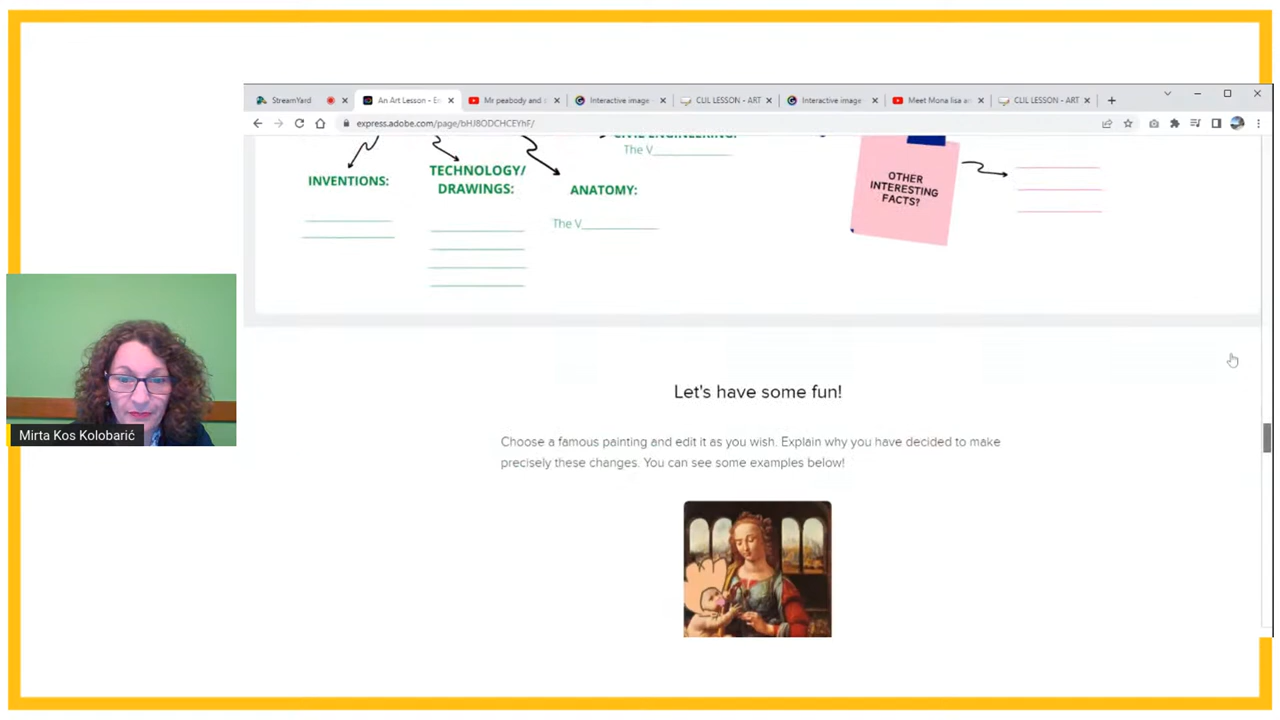 StreamYard
An Art Lesson - En
Mr peabody and s
Interactive image
CLIL LESSON - ART
Interactive image
Meet Mona lisa an
CLIL LESSON - ART
express.adobe.com/page/bHJ8ODCHCEYhF/
CIVIL ENGINEERING:
The V
INVENTIONS:
TECHNOLOGY/
DRAWINGS:
ANATOMY:
The V
OTHER
INTERESTING
FACTS?
Let's have some fun!
Choose a famous painting and edit it as you wish. Explain why you have decided to make
precisely these changes. You can see some examples below!
Mirta Kos Kolobarić